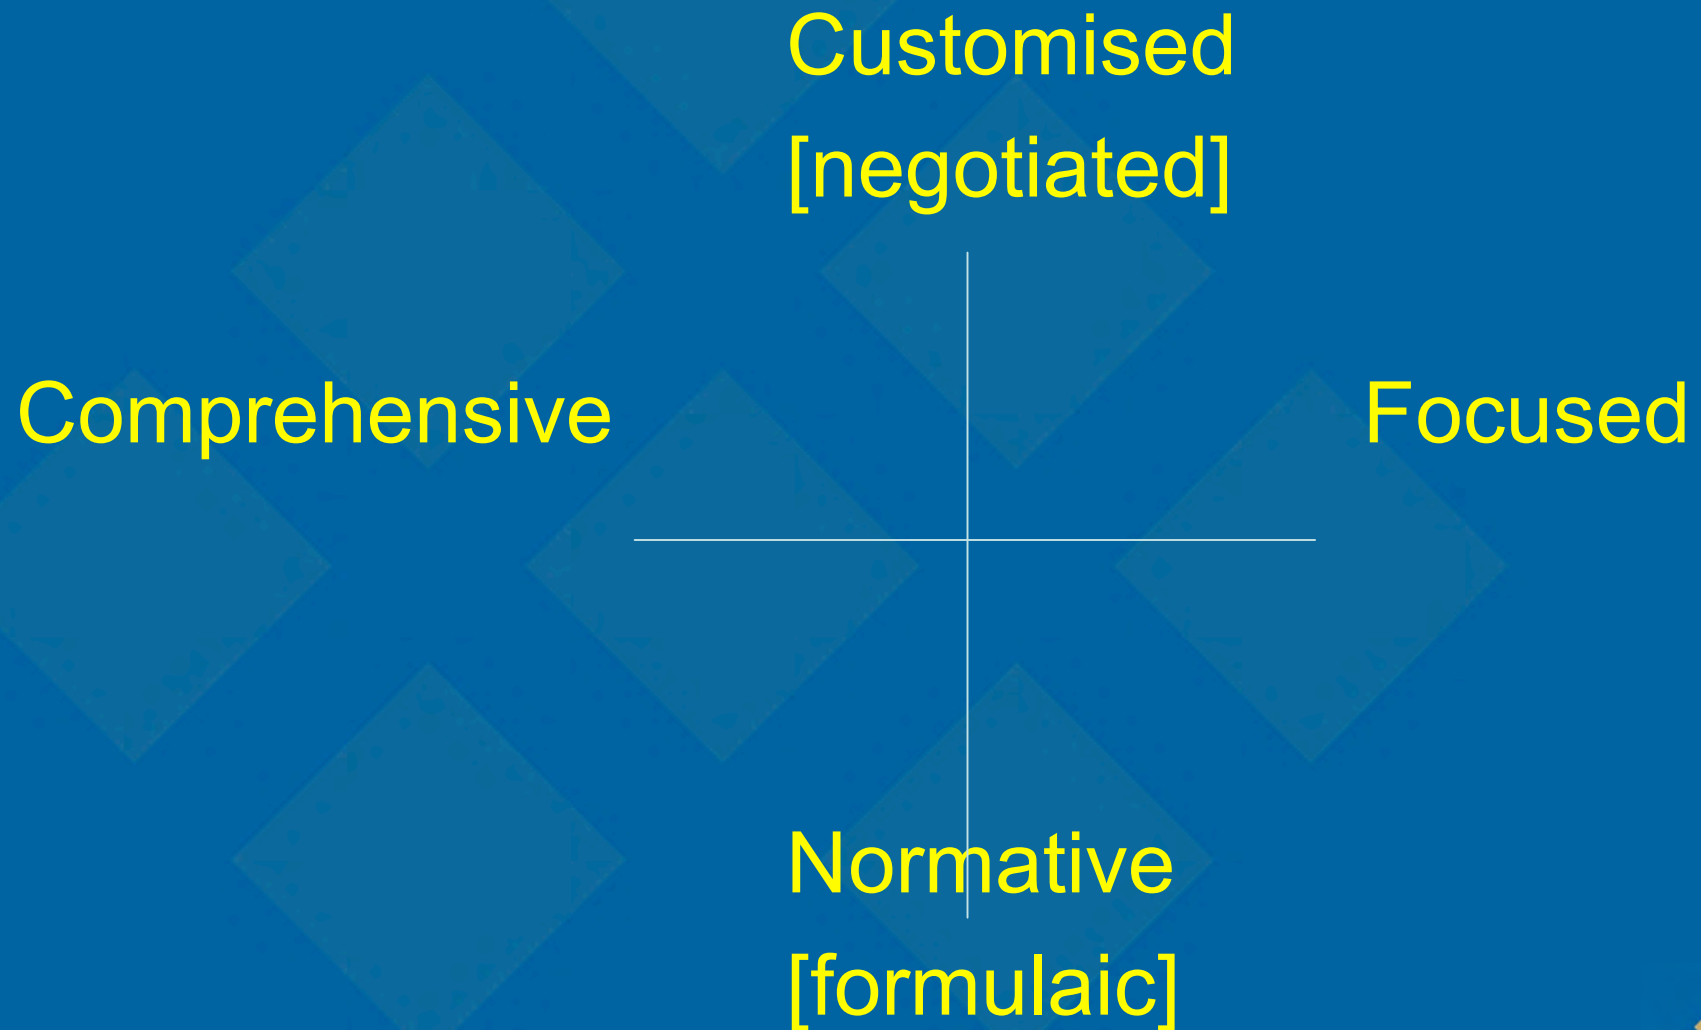 Customised
[negotiated]
Comprehensive
Focused
Normative
[formulaic]